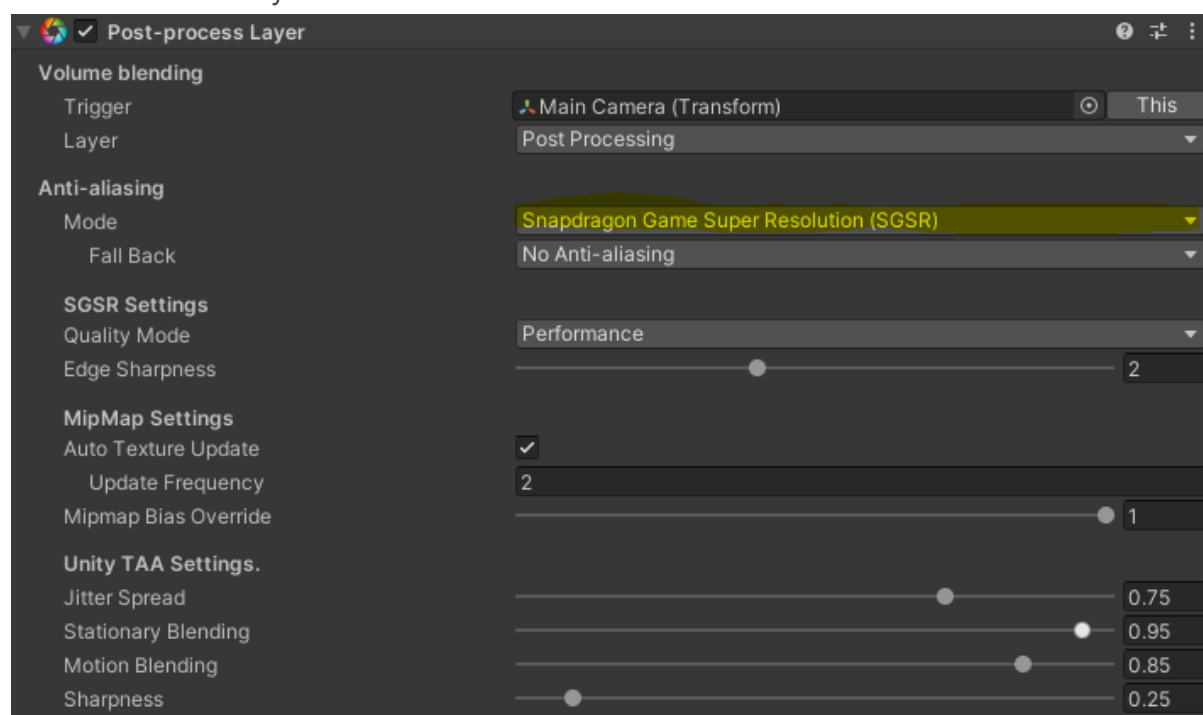 Post-process Layer
Volume blending
Trigger Main Camera (Transform) This
Layer Post Processing
Anti-aliasing
Mode Snapdragon Game Super Resolution (SGSR)
Fall Back No Anti-aliasing
SGSR Settings
Quality Mode Performance
Edge Sharpness 2
MipMap Settings
Auto Texture Update
Update Frequency 2
Mipmap Bias Override 1
Unity TAA Settings.
Jitter Spread 0.75
Stationary Blending 0.95
Motion Blending 0.85
Sharpness 0.25